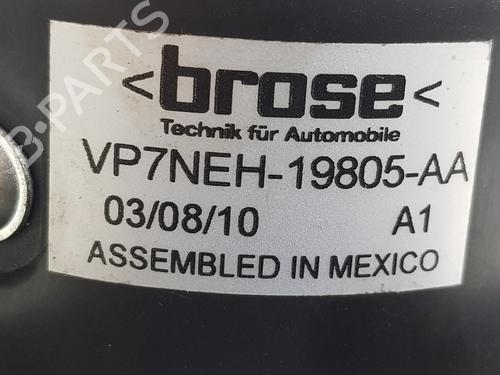 <brose<
Technik für Automobile
VP7NEH-19805-AA
03/08/10 A1
ASSEMBLED IN MEXICO
B-PARTS